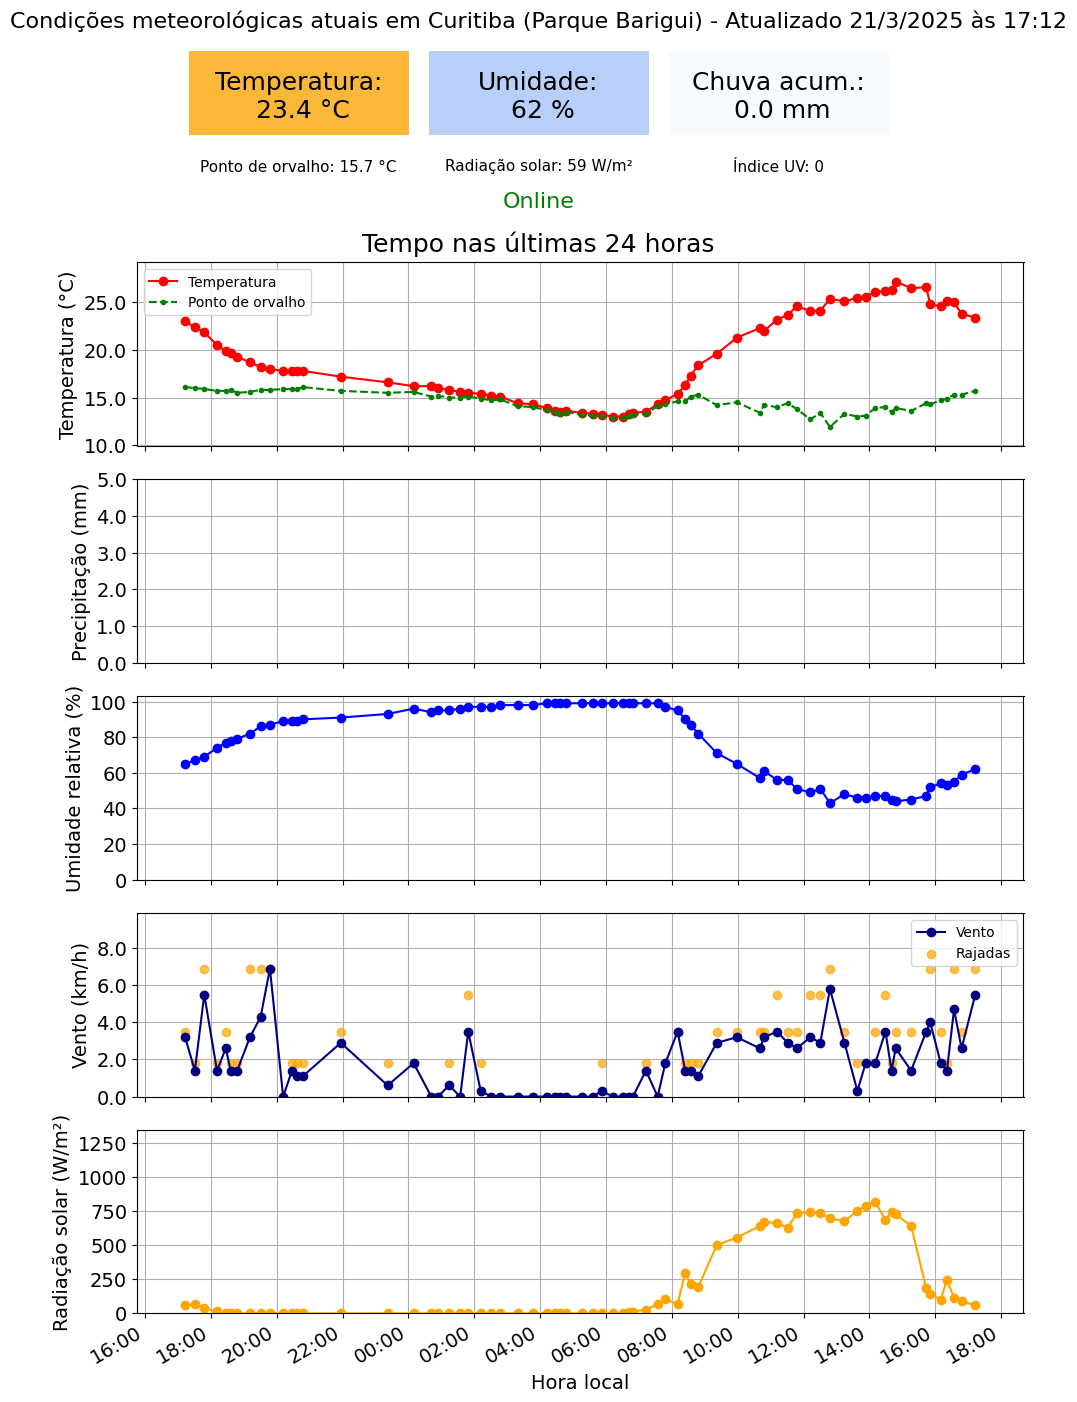 Condições meteorológicas atuais em Curitiba (Parque Barigui) - Atualizado 21/3/2025 às 17:12
Temperatura:
23.4 °C
Umidade:
62 %
Chuva acum.:
0.0 mm
Ponto de orvalho: 15.7 °C
Radiação solar: 59 W/m²
Índice UV: 0
Online
Tempo nas últimas 24 horas
Temperatura (°C)
25.0
20.0
15.0
10.0
Temperatura
Ponto de orvalho
Precipitação (mm)
5.0
4.0
3.0
2.0
1.0
0.0
Umidade relativa (%)
100
80
60
40
20
0
Vento (km/h)
8.0
6.0
4.0
2.0
0.0
Vento
Rajadas
Radiação solar (W/m²)
1250
1000
750
500
250
0
16:00
18:00
20:00
22:00
00:00
02:00
04:00
06:00
08:00
10:00
12:00
14:00
16:00
18:00
Hora local